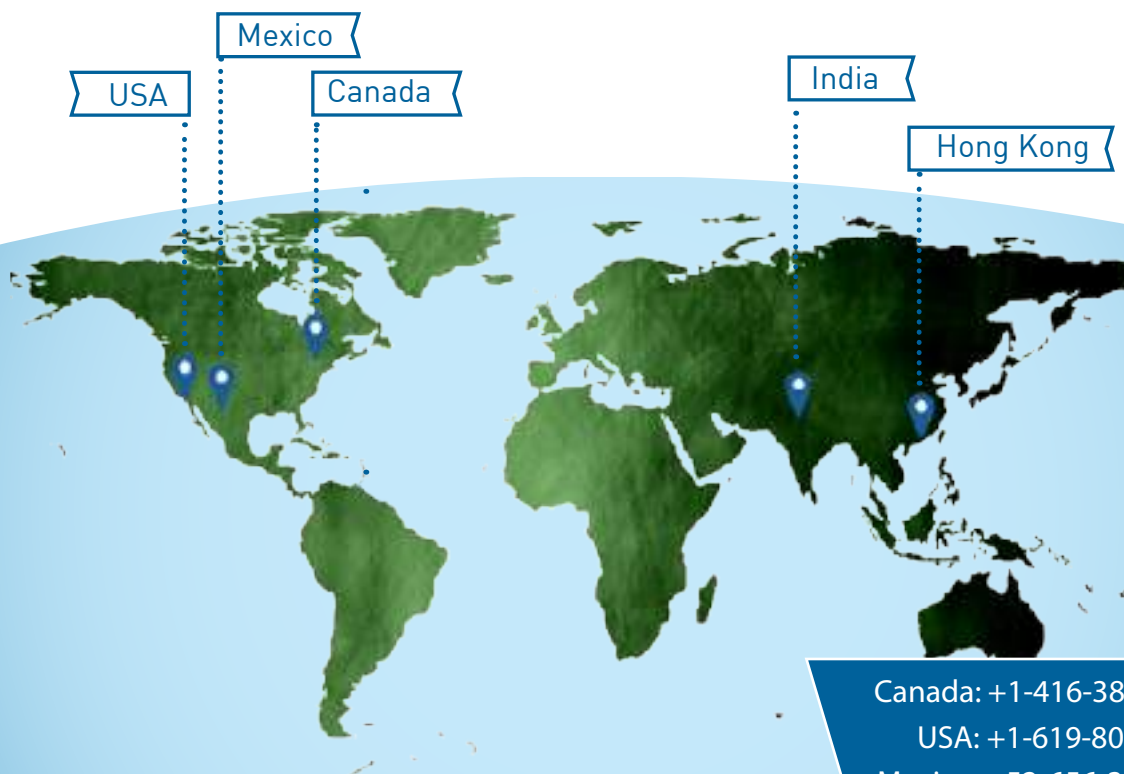 Mexico
USA
Canada
India
Hong Kong
Canada: +1-416-38
USA: +1-619-80